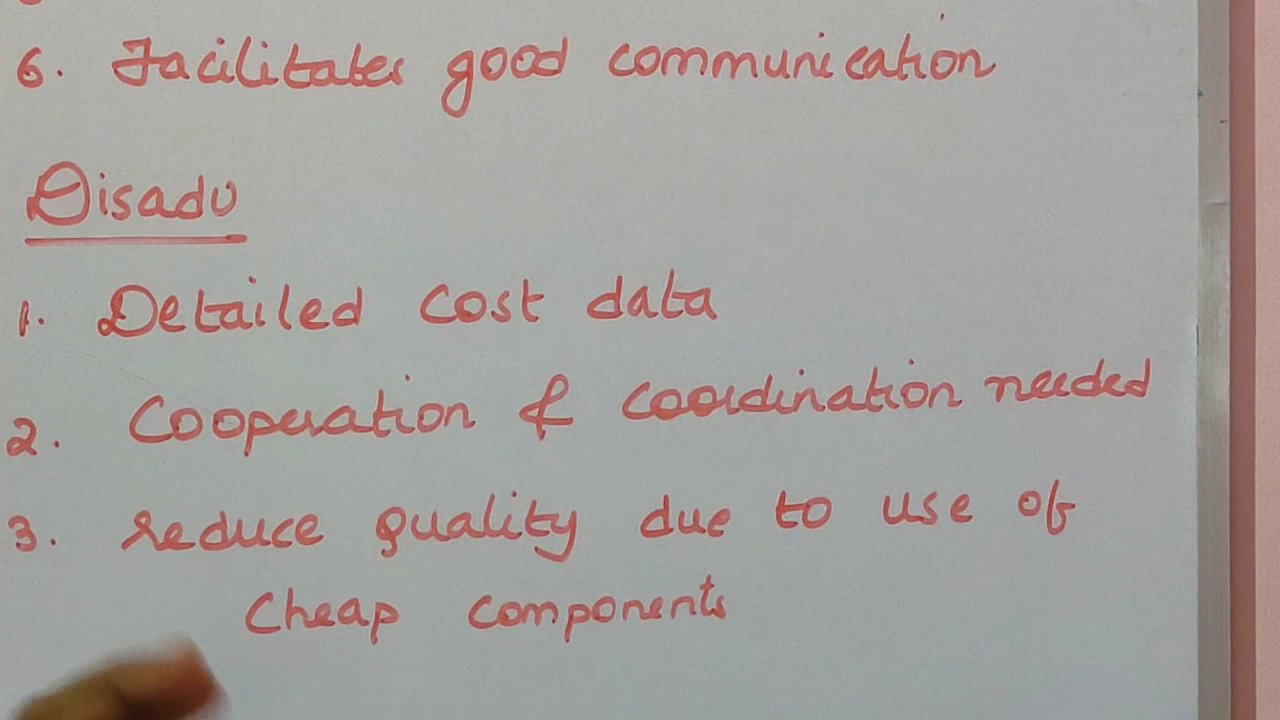 6. Facilitates good communication
Disadv
1. Detailed cost data
2. Cooperation & coordination needed
3. reduce quality due to use of
cheap components